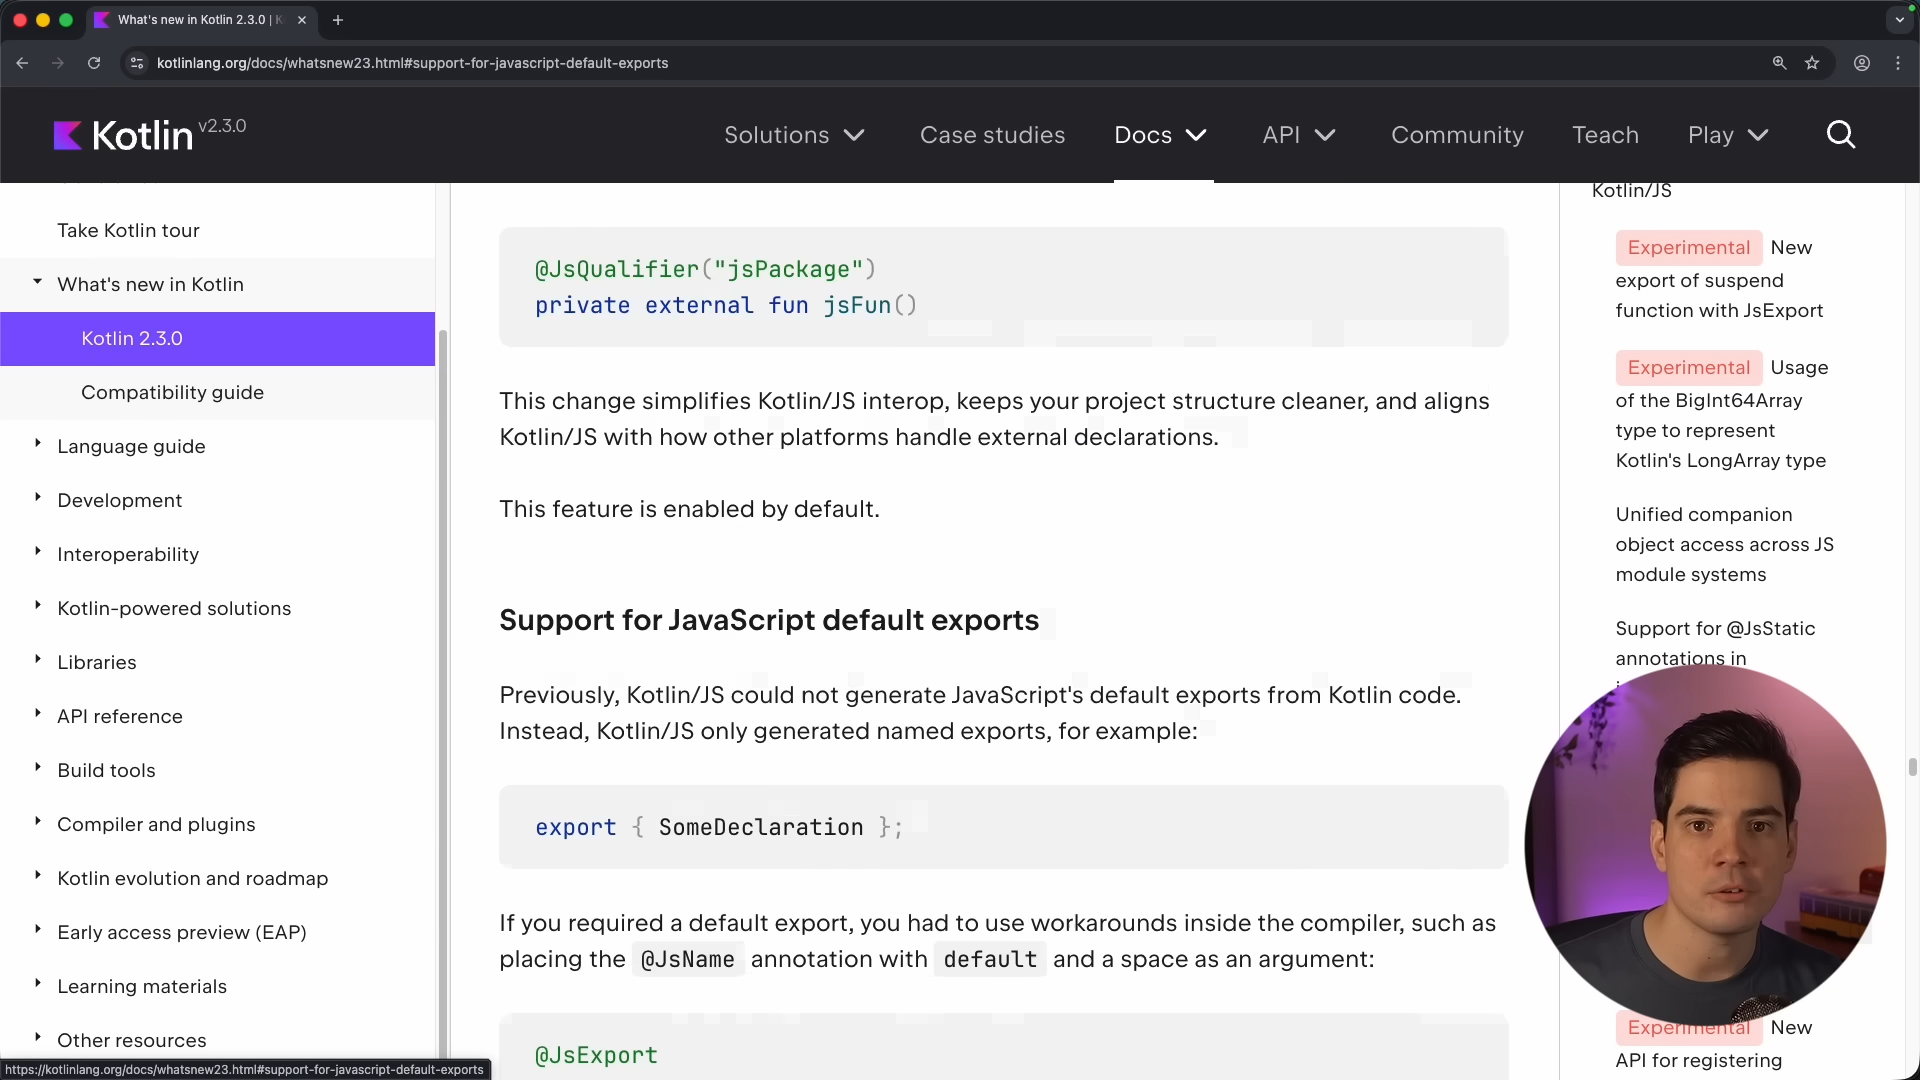 What's new in Kotlin 2.3.0 | K
kotlinlang.org/docs/whatsnew23.html#support-for-javascript-default-exports
Kotlin v2.3.0
Solutions
Case studies
Docs
API
Community
Teach
Play
Take Kotlin tour
What's new in Kotlin
Kotlin 2.3.0
Compatibility guide
Language guide
Development
Interoperability
Kotlin-powered solutions
Libraries
API reference
Build tools
Compiler and plugins
Kotlin evolution and roadmap
Early access preview (EAP)
Learning materials
Other resources
https://kotlinlang.org/docs/whatsnew23.html#support-for-javascript-default-exports
@JsQualifier("jsPackage")
private external fun jsFun()
This change simplifies Kotlin/JS interop, keeps your project structure cleaner, and aligns
Kotlin/JS with how other platforms handle external declarations.
This feature is enabled by default.
Support for JavaScript default exports
Previously, Kotlin/JS could not generate JavaScript's default exports from Kotlin code.
Instead, Kotlin/JS only generated named exports, for example:
export { SomeDeclaration };
If you required a default export, you had to use workarounds inside the compiler, such as
placing the @JsName annotation with default and a space as an argument:
@JsExport
Kotlin/JS
Experimental New
export of suspend
function with JsExport
Experimental Usage
of the BigInt64Array
type to represent
Kotlin's LongArray type
Unified companion
object access across JS
module systems
Support for @JsStatic
annotations in
Experimental New
API for registering